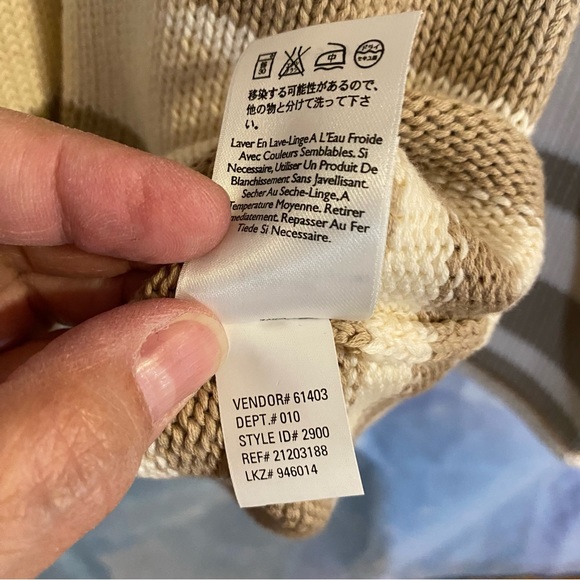 移染する可能性があるので、
他の物と分けて洗って下さ
い。
Laver En Lave-Linge A L'Eau Froide
Avec Couleurs Semblables. Si
Necessaire, Utiliser Un Produit De
Blanchissement Sans Javellisant.
Secher Au Seche-Linge, A
Temperature Moyenne. Retirer
mediatement. Repasser Au Fer
Tiede Si Necessaire.
VENDOR# 61403
DEPT.# 010
STYLE ID# 2900
REF# 21203188
LKZ# 946014